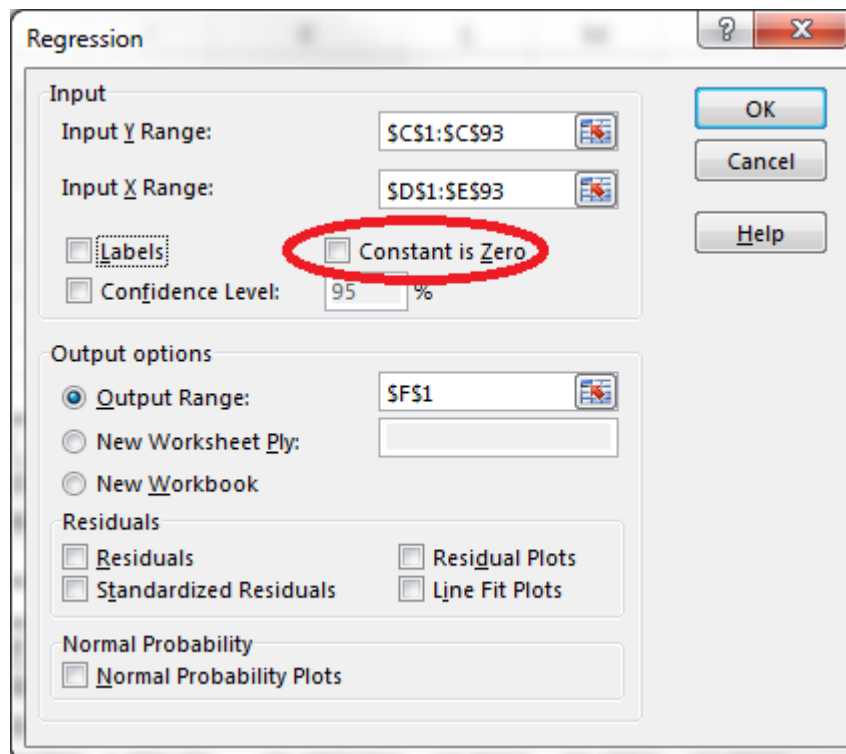 Regression
Input
Input Y Range: $C$1:$C$93
Input X Range: $D$1:$E$93
Labels Constant is Zero
Confidence Level: 95 %
OK
Cancel
Help
Output options
Output Range: $F$1
New Worksheet Ply:
New Workbook
Residuals
Residuals Residual Plots
Standardized Residuals Line Fit Plots
Normal Probability
Normal Probability Plots